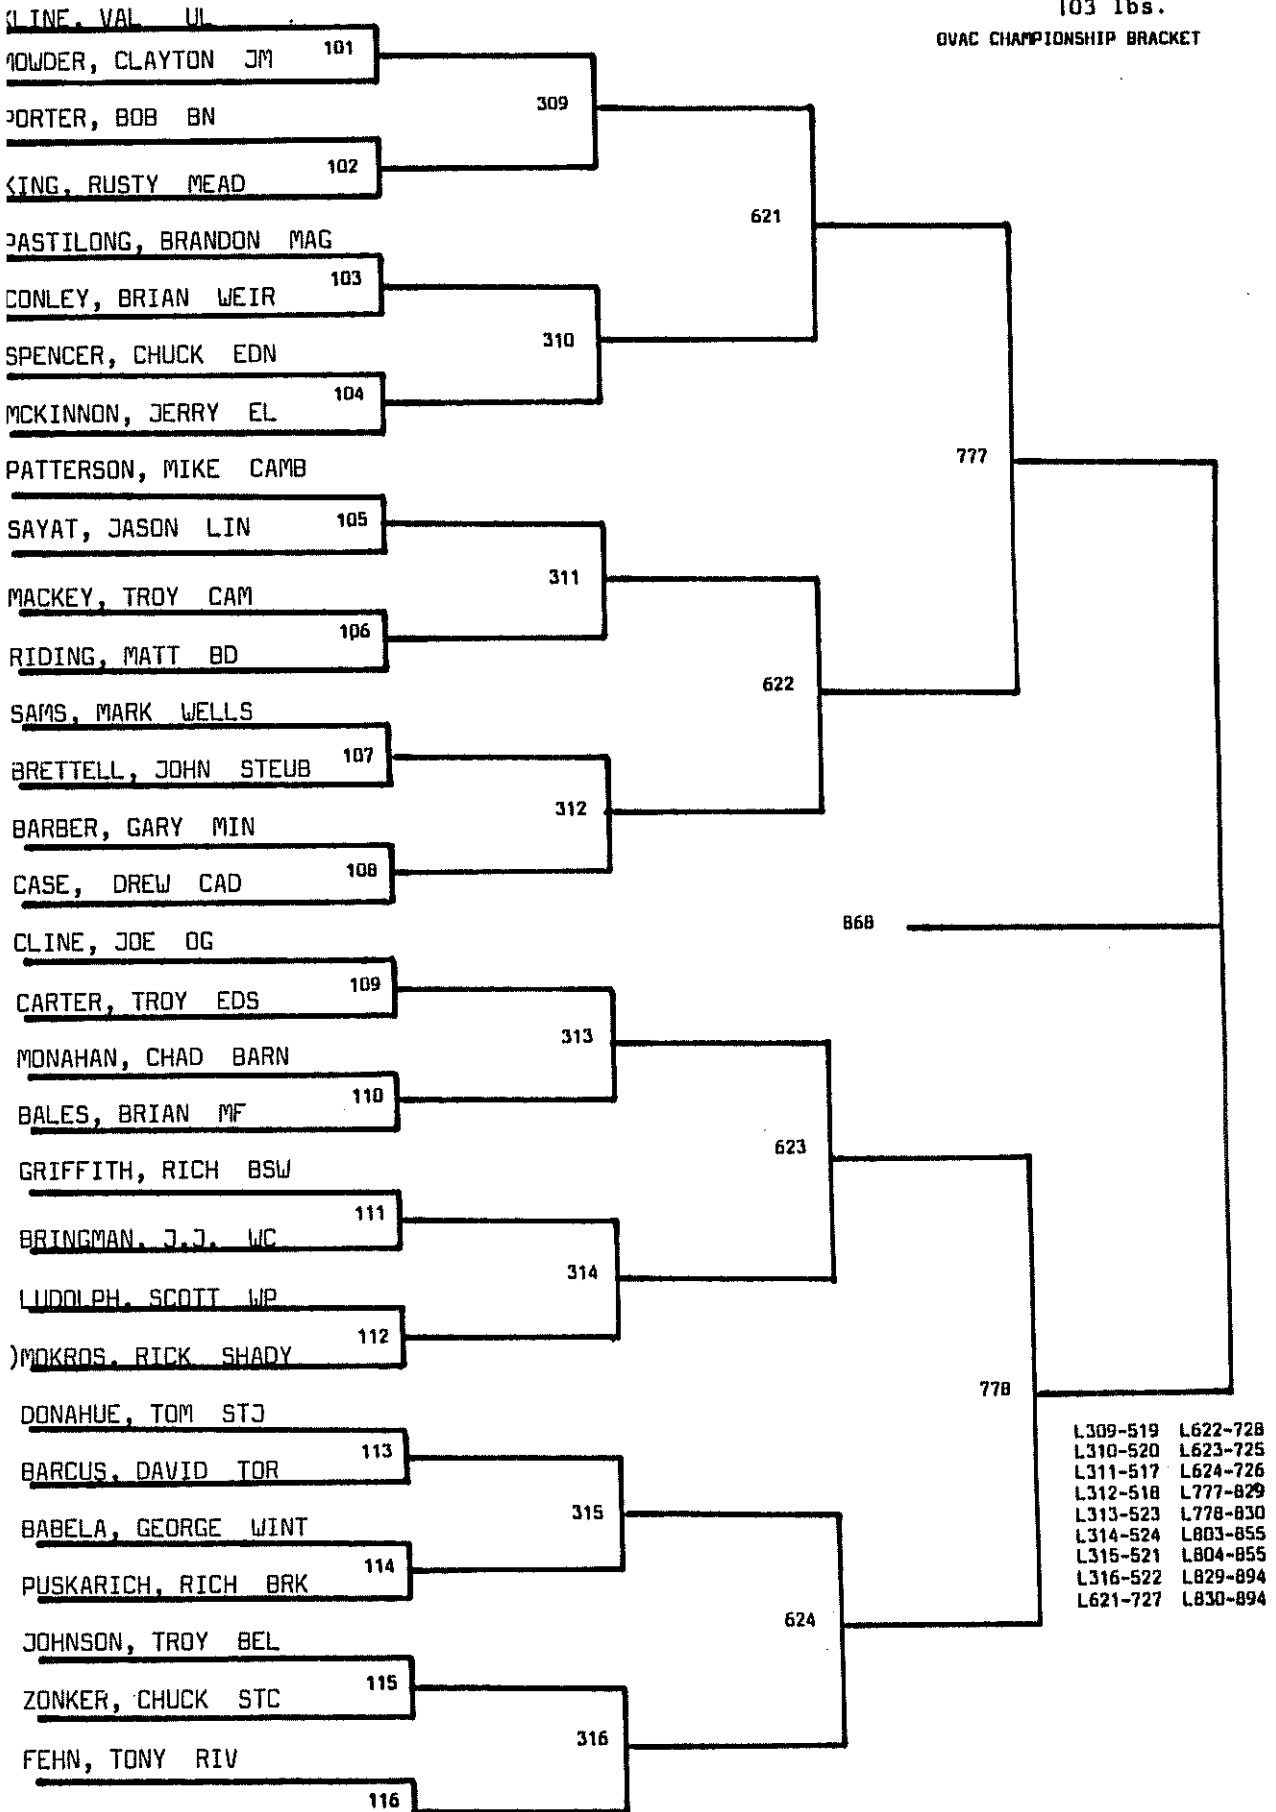 103 lbs.
OVAC CHAMPIONSHIP BRACKET
KLINE, VAL UL
101
MOWDER, CLAYTON JM
309
PORTER, BOB BN
102
KING, RUSTY MEAD
621
PASTILONG, BRANDON MAG
103
CONLEY, BRIAN WEIR
310
SPENCER, CHUCK EDN
104
MCKINNON, JERRY EL
777
PATTERSON, MIKE CAMB
105
SAYAT, JASON LIN
311
MACKEY, TROY CAM
106
RIDING, MATT BD
622
SAMS, MARK WELLS
107
BRETTELL, JOHN STEUB
312
BARBER, GARY MIN
108
CASE, DREW CAD
868
CLINE, JOE OG
109
CARTER, TROY EDS
313
MONAHAN, CHAD BARN
110
BALES, BRIAN MF
623
GRIFFITH, RICH BSW
111
BRINGMAN, J.J. WC
314
LUDOLPH, SCOTT WP
112
)MOKROS, RICK SHADY
778
DONAHUE, TOM STJ
113
BARCUS, DAVID TOR
315
BABELA, GEORGE WINT
114
PUSKARICH, RICH BRK
624
JOHNSON, TROY BEL
115
ZONKER, CHUCK STC
316
FEHN, TONY RIV
116
L309-519 L622-728
L310-520 L623-725
L311-517 L624-726
L312-518 L777-829
L313-523 L778-830
L314-524 L803-855
L315-521 L804-855
L316-522 L829-894
L621-727 L830-894